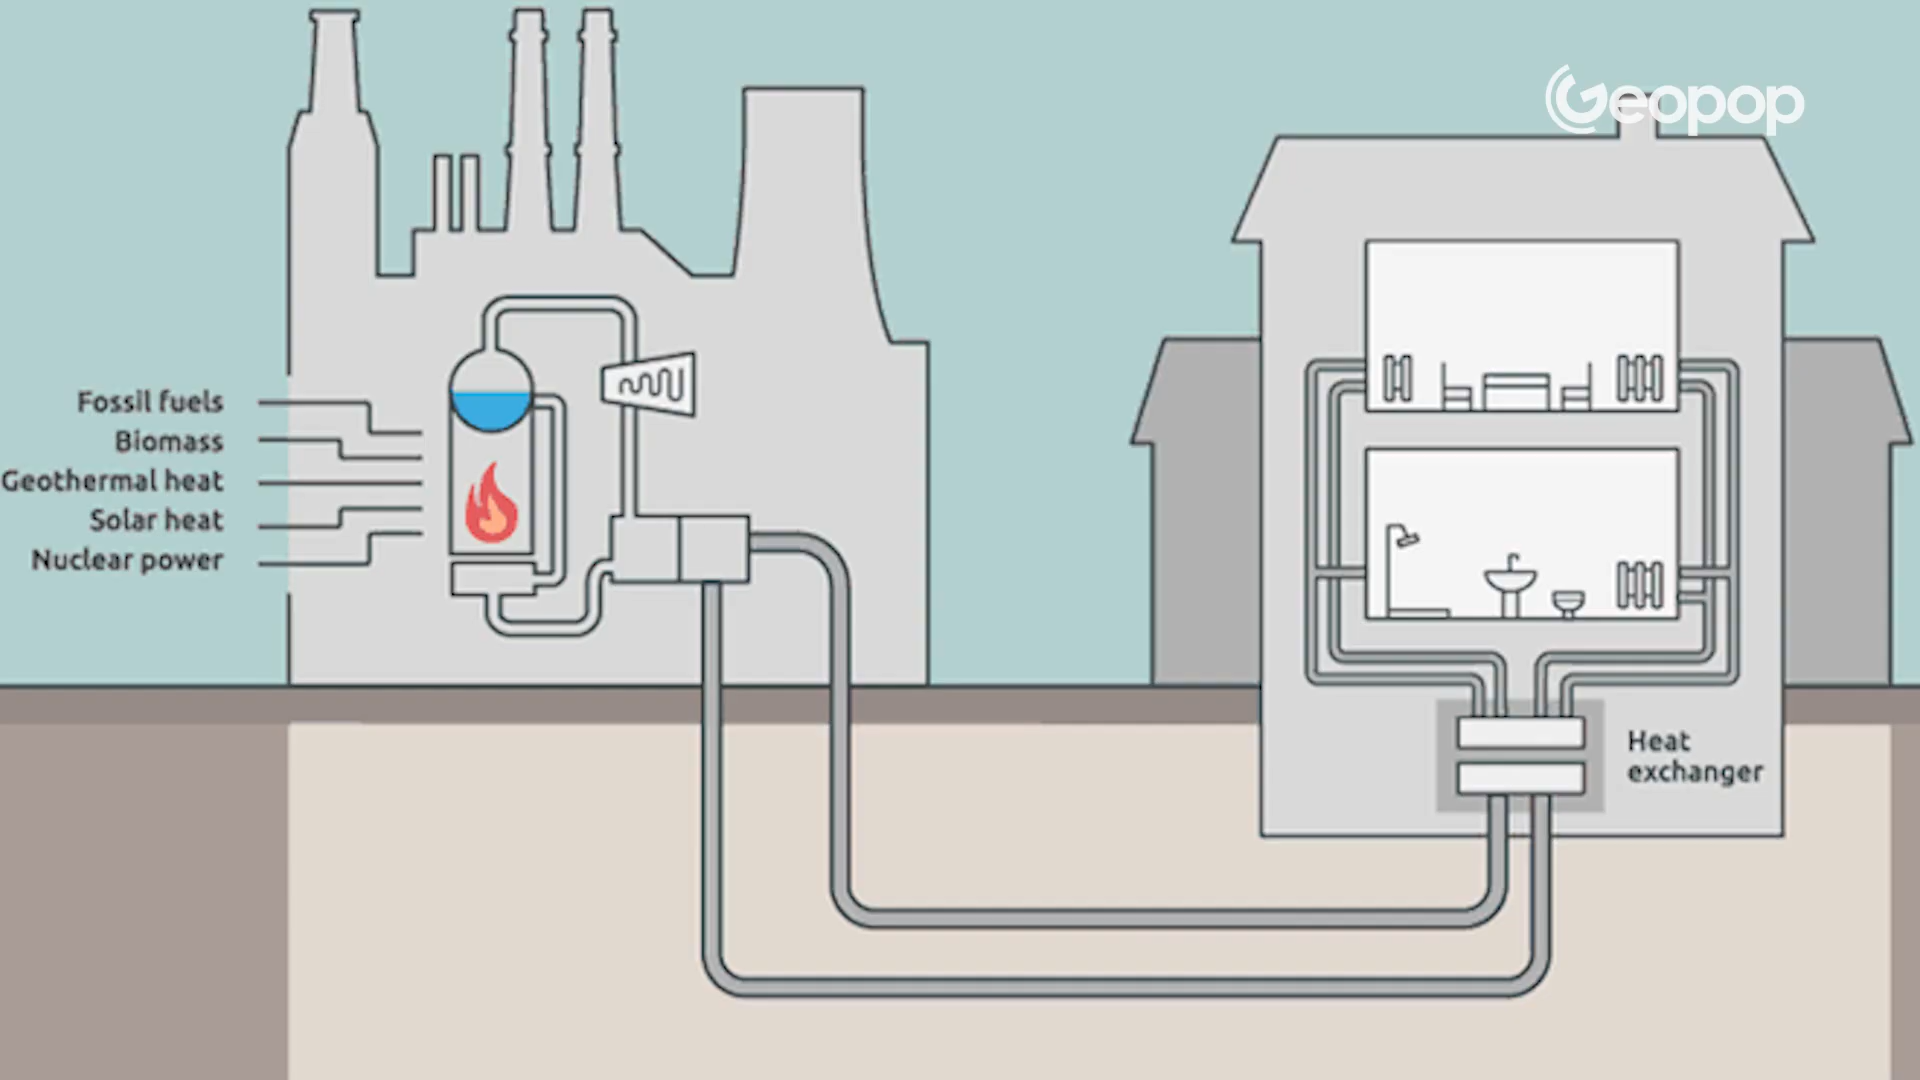 Geopop
Fossil fuels
Biomass
Geothermal heat
Solar heat
Nuclear power
Heat
exchanger